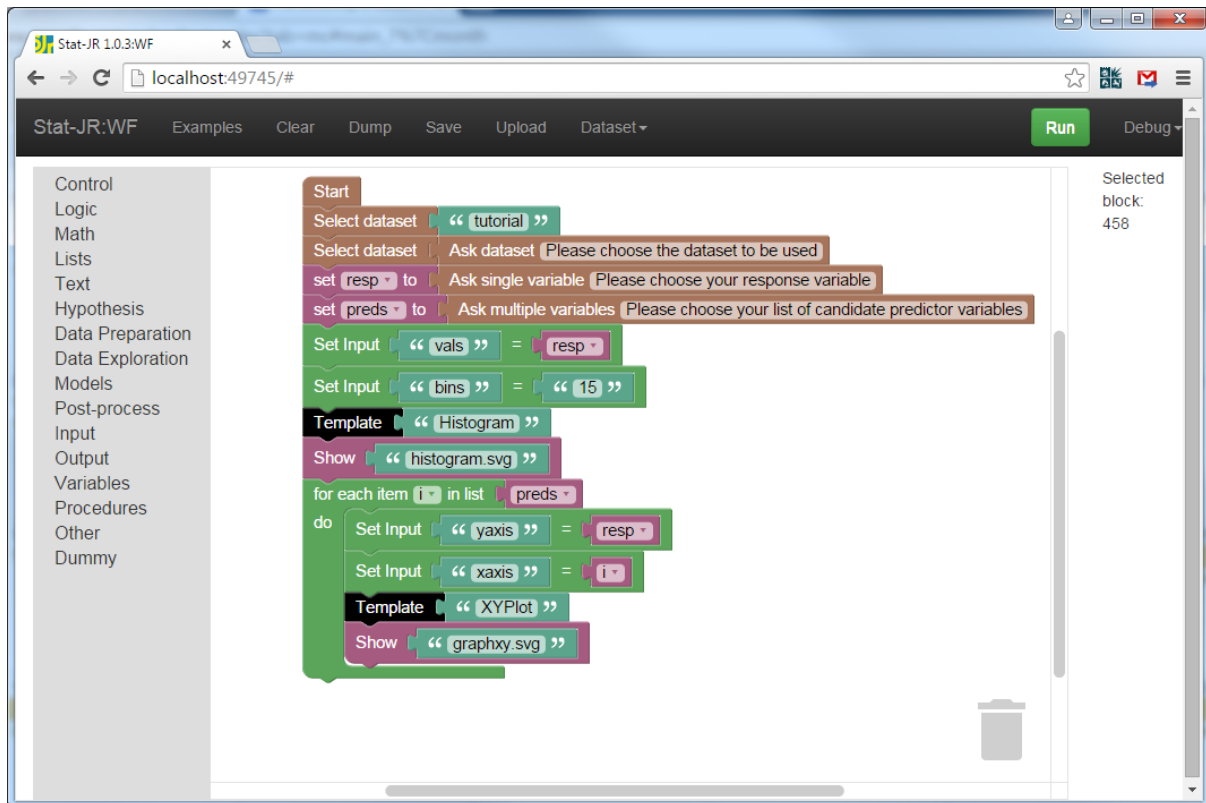 Stat-JR 1.0.3:WF
localhost:49745/#
Stat-JR:WF Examples Clear Dump Save Upload Dataset Run Debug
Control
Logic
Math
Lists
Text
Hypothesis
Data Preparation
Data Exploration
Models
Post-process
Input
Output
Variables
Procedures
Other
Dummy
Start
Select dataset “ tutorial ”
Select dataset Ask dataset Please choose the dataset to be used
set resp to Ask single variable Please choose your response variable
set preds to Ask multiple variables Please choose your list of candidate predictor variables
Set Input “ vals ” = resp
Set Input “ bins ” = “ 15 ”
Template “ Histogram ”
Show “ histogram.svg ”
for each item i in list preds
do Set Input “ yaxis ” = resp
Set Input “ xaxis ” = i
Template “ XYPlot ”
Show “ graphxy.svg ”
Selected
block:
458